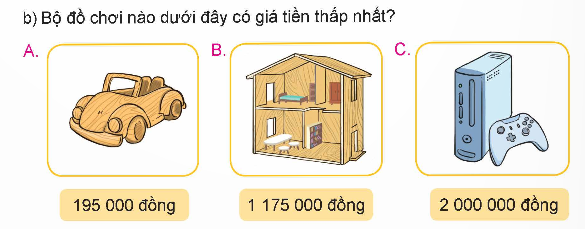 b) Bộ đồ chơi nào dưới đây có giá tiền thấp nhất?
A. B. C.
195 000 đồng 1 175 000 đồng 2 000 000 đồng